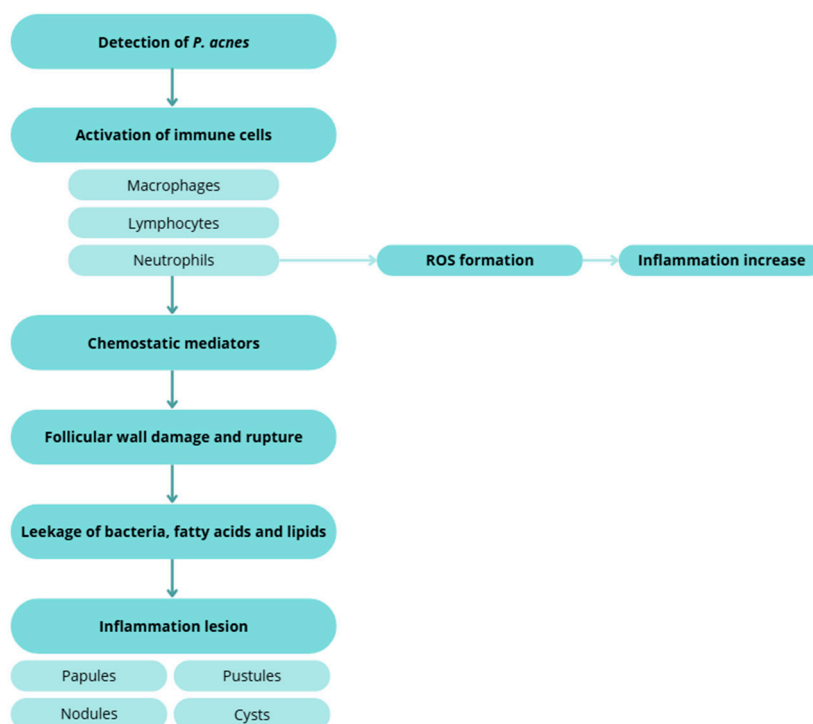 Detection of P. acnes
Activation of immune cells
Macrophages
Lymphocytes
Neutrophils
ROS formation
Inflammation increase
Chemostatic mediators
Follicular wall damage and rupture
Leekage of bacteria, fatty acids and lipids
Inflammation lesion
Papules
Pustules
Nodules
Cysts